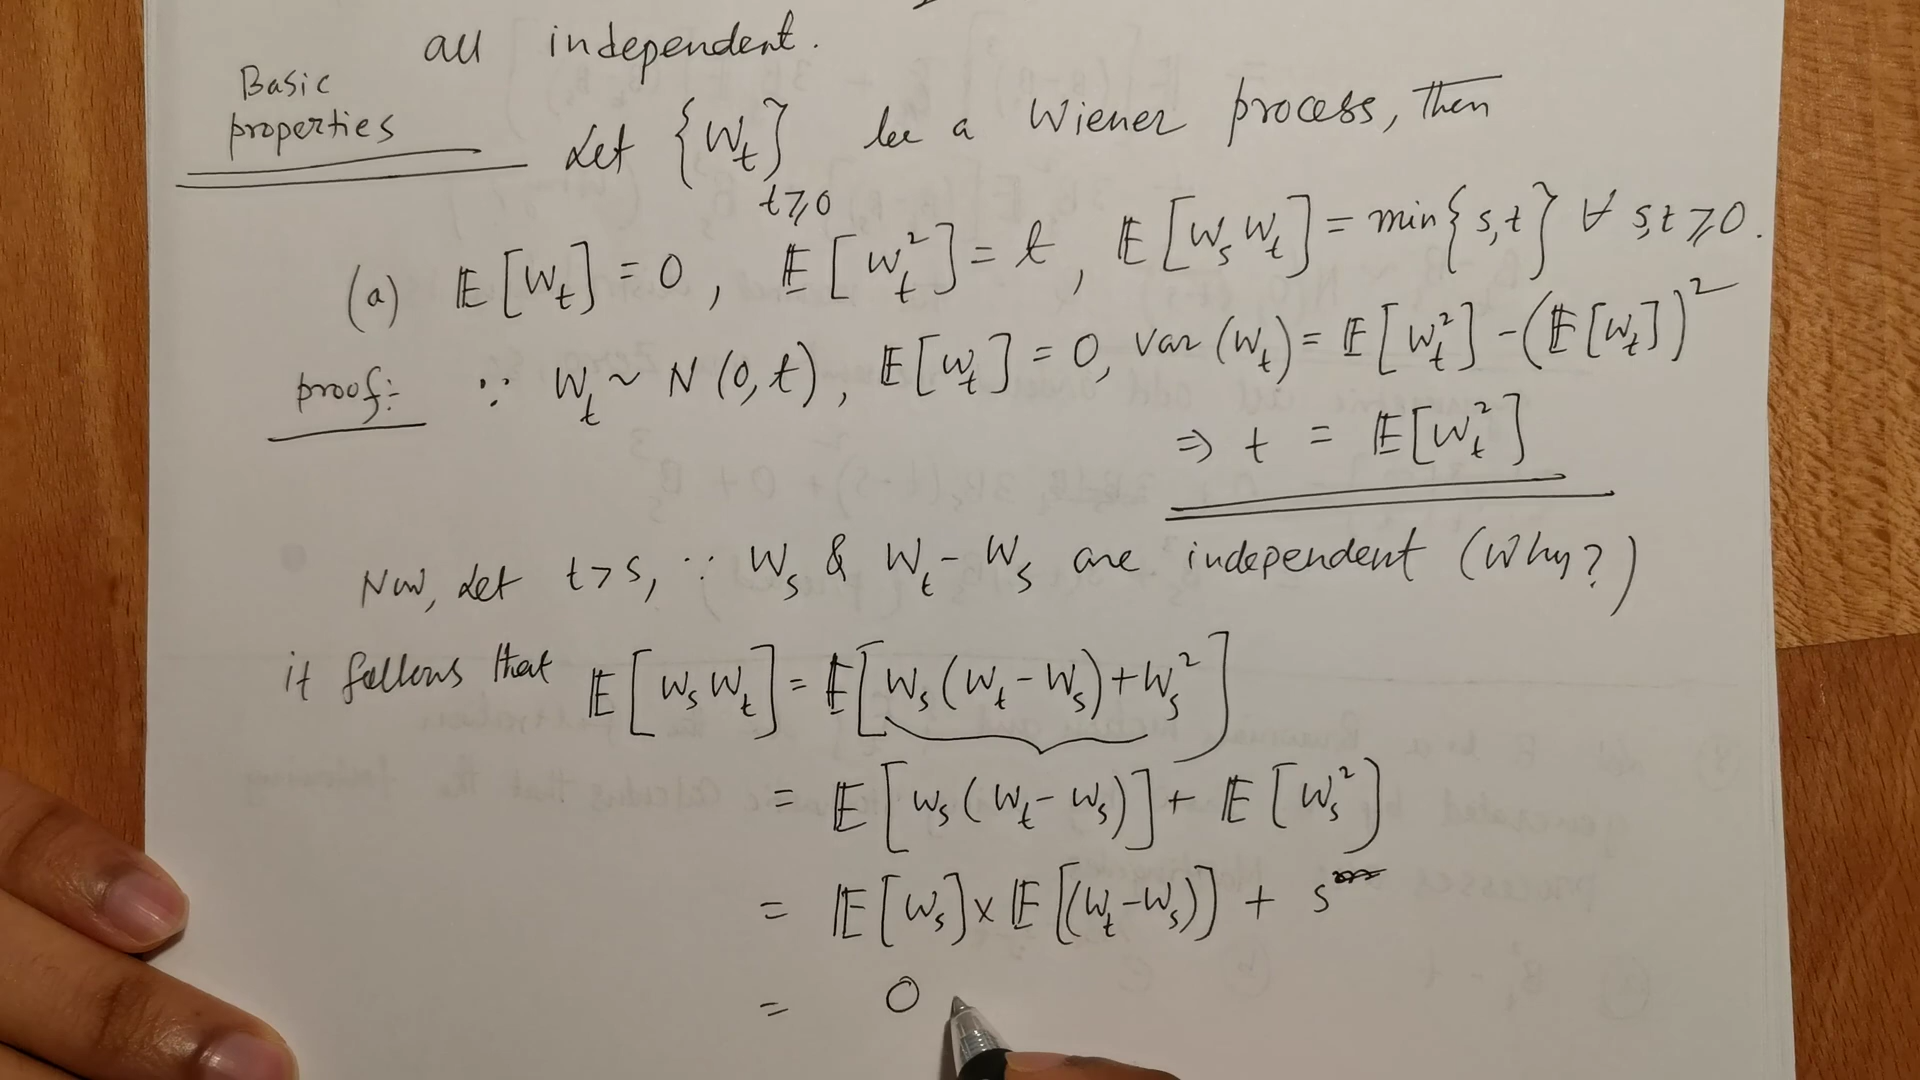 all independent.
Basic
properties
Let {W_t}_{t⩾0} be a Wiener process, then
(a) 𝔼[W_t] = 0, 𝔼[W_t^2] = t, 𝔼[W_s W_t] = min{s,t} ∀ s,t ⩾ 0.
proof:- ∵ W_t ~ N(0,t), 𝔼[W_t] = 0, var(W_t) = 𝔼[W_t^2] - (𝔼[W_t])^2
⇒ t = 𝔼[W_t^2]
Now, Let t > s, ∵ W_s & W_t - W_s are independent (Why?)
it follows that 𝔼[W_s W_t] = 𝔼[W_s(W_t - W_s) + W_s^2]
= 𝔼[W_s(W_t - W_s)] + 𝔼[W_s^2]
= 𝔼[W_s] × 𝔼[(W_t - W_s)] + s
= 0